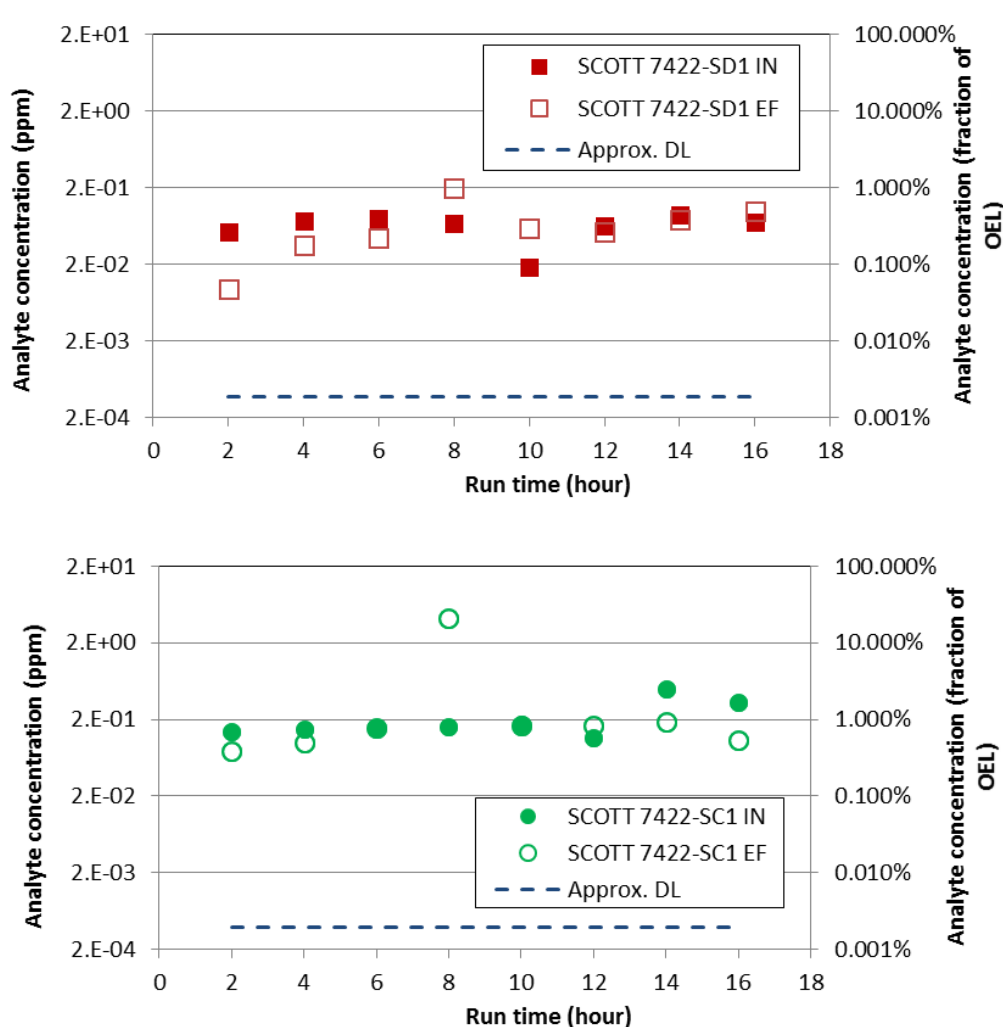 Analyte concentration (ppm)
2.E+01
2.E+00
2.E-01
2.E-02
2.E-03
2.E-04
SCOTT 7422-SD1 IN
SCOTT 7422-SD1 EF
Approx. DL
100.000%
10.000%
1.000%
0.100%
0.010%
0.001%
Analyte concentration (fraction of
OEL)
0 2 4 6 8 10 12 14 16 18
Run time (hour)
Analyte concentration (ppm)
2.E+01
2.E+00
2.E-01
2.E-02
2.E-03
2.E-04
SCOTT 7422-SC1 IN
SCOTT 7422-SC1 EF
Approx. DL
100.000%
10.000%
1.000%
0.100%
0.010%
0.001%
Analyte concentration (fraction of
OEL)
0 2 4 6 8 10 12 14 16 18
Run time (hour)